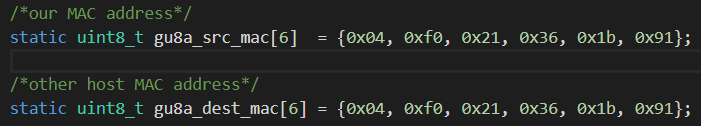 /*our MAC address*/
static uint8_t gu8a_src_mac[6]  = {0x04, 0xf0, 0x21, 0x36, 0x1b, 0x91};
/*other host MAC address*/
static uint8_t gu8a_dest_mac[6] = {0x04, 0xf0, 0x21, 0x36, 0x1b, 0x91};